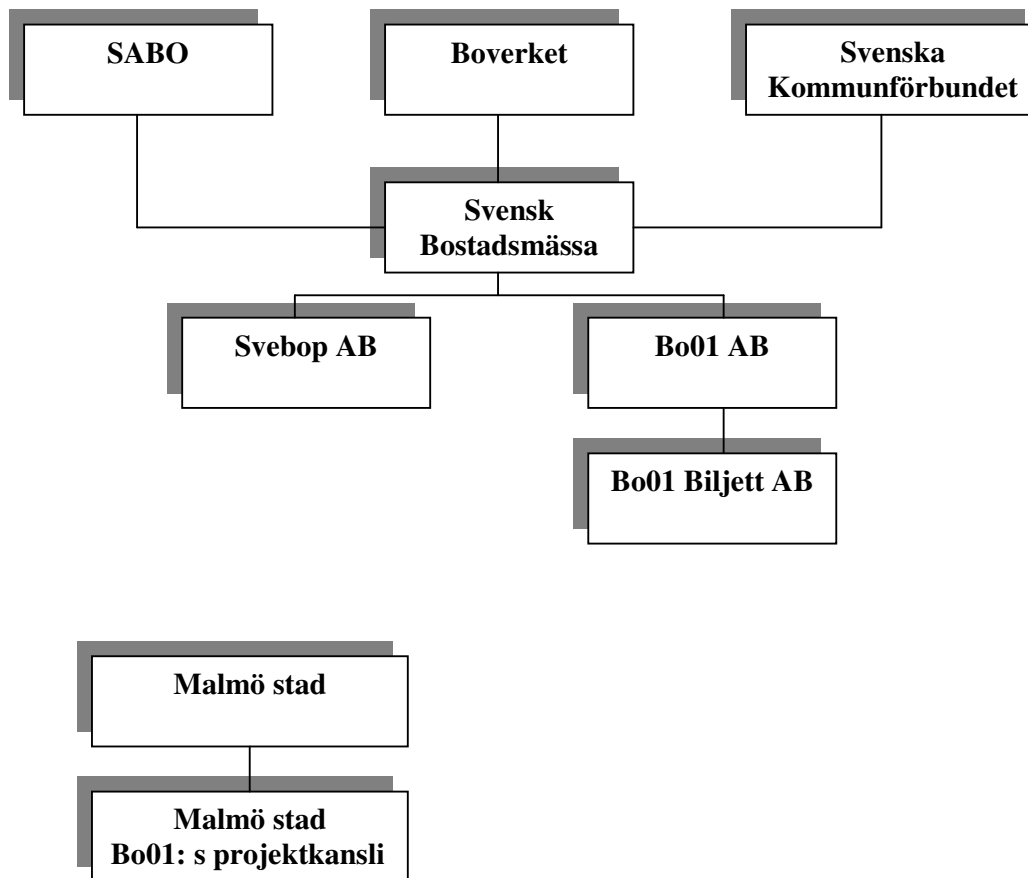 SABO
Boverket
Svenska
Kommunförbundet
Svensk
Bostadsmässa
Svebop AB
Bo01 AB
Bo01 Biljett AB
Malmö stad
Malmö stad
Bo01: s projektkansli